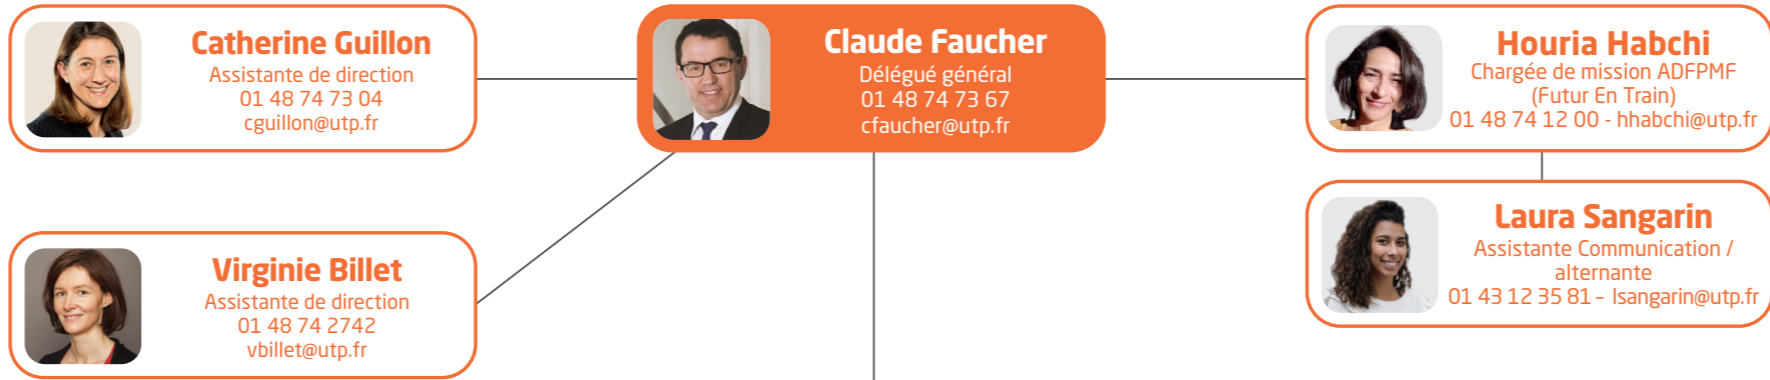 Catherine Guillon
Assistante de direction
01 48 74 73 04
cguillon@utp.fr
Claude Faucher
Délégué général
01 48 74 73 67
cfaucher@utp.fr
Houria Habchi
Chargée de mission ADFPMF
(Futur En Train)
01 48 74 12 00 - hhabchi@utp.fr
Virginie Billet
Assistante de direction
01 48 74 2742
vbillet@utp.fr
Laura Sangarin
Assistante Communication /
alternante
01 43 12 35 81 – lsangarin@utp.fr